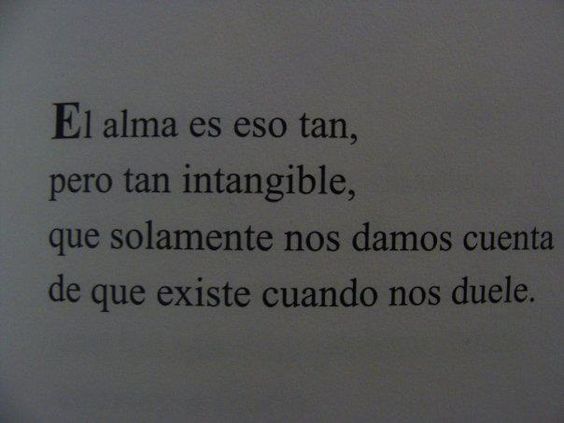 El alma es eso tan,
pero tan intangible,
que solamente nos damos cuenta
de que existe cuando nos duele.